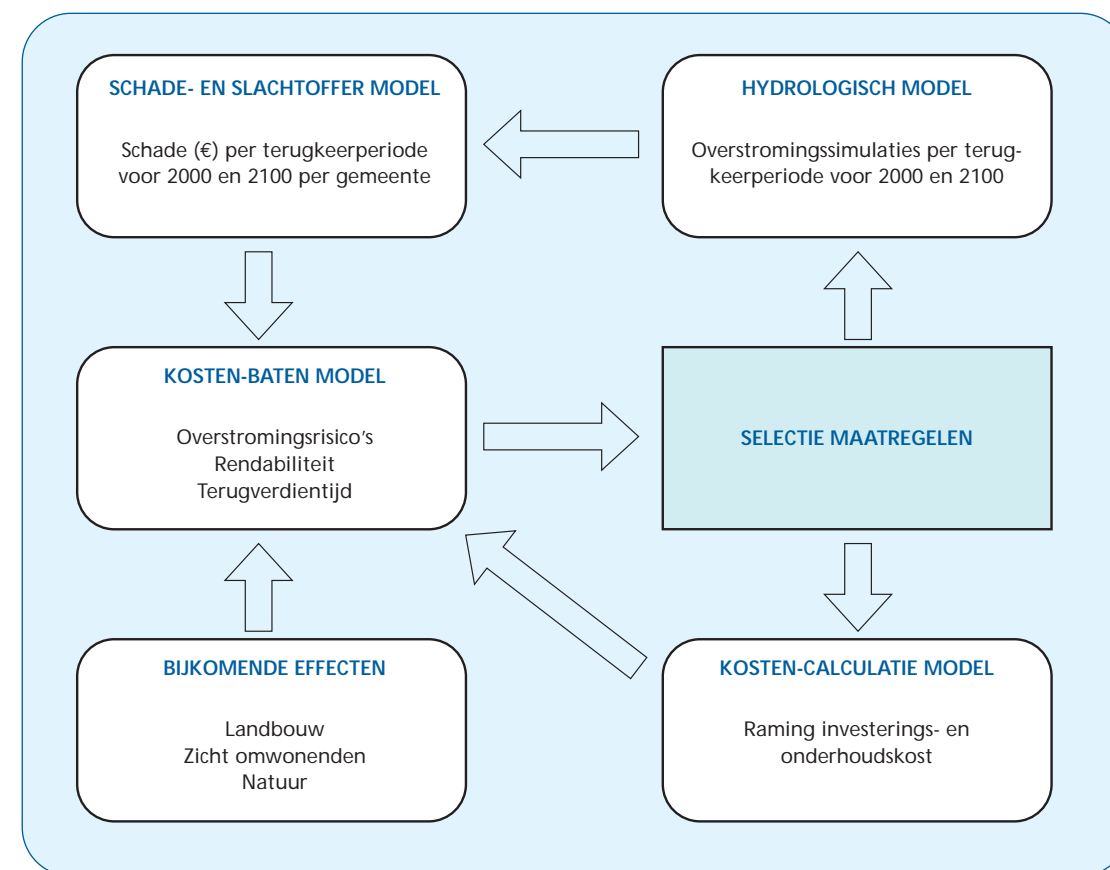 SCHADE- EN SLACHTOFFER MODEL
Schade (€) per terugkeerperiode
voor 2000 en 2100 per gemeente
HYDROLOGISCH MODEL
Overstromingssimulaties per terug-
keerperiode voor 2000 en 2100
KOSTEN-BATEN MODEL
Overstromingsrisico's
Rendabiliteit
Terugverdientijd
SELECTIE MAATREGELEN
BIJKOMENDE EFFECTEN
Landbouw
Zicht omwonenden
Natuur
KOSTEN-CALCULATIE MODEL
Raming investerings- en
onderhoudskost